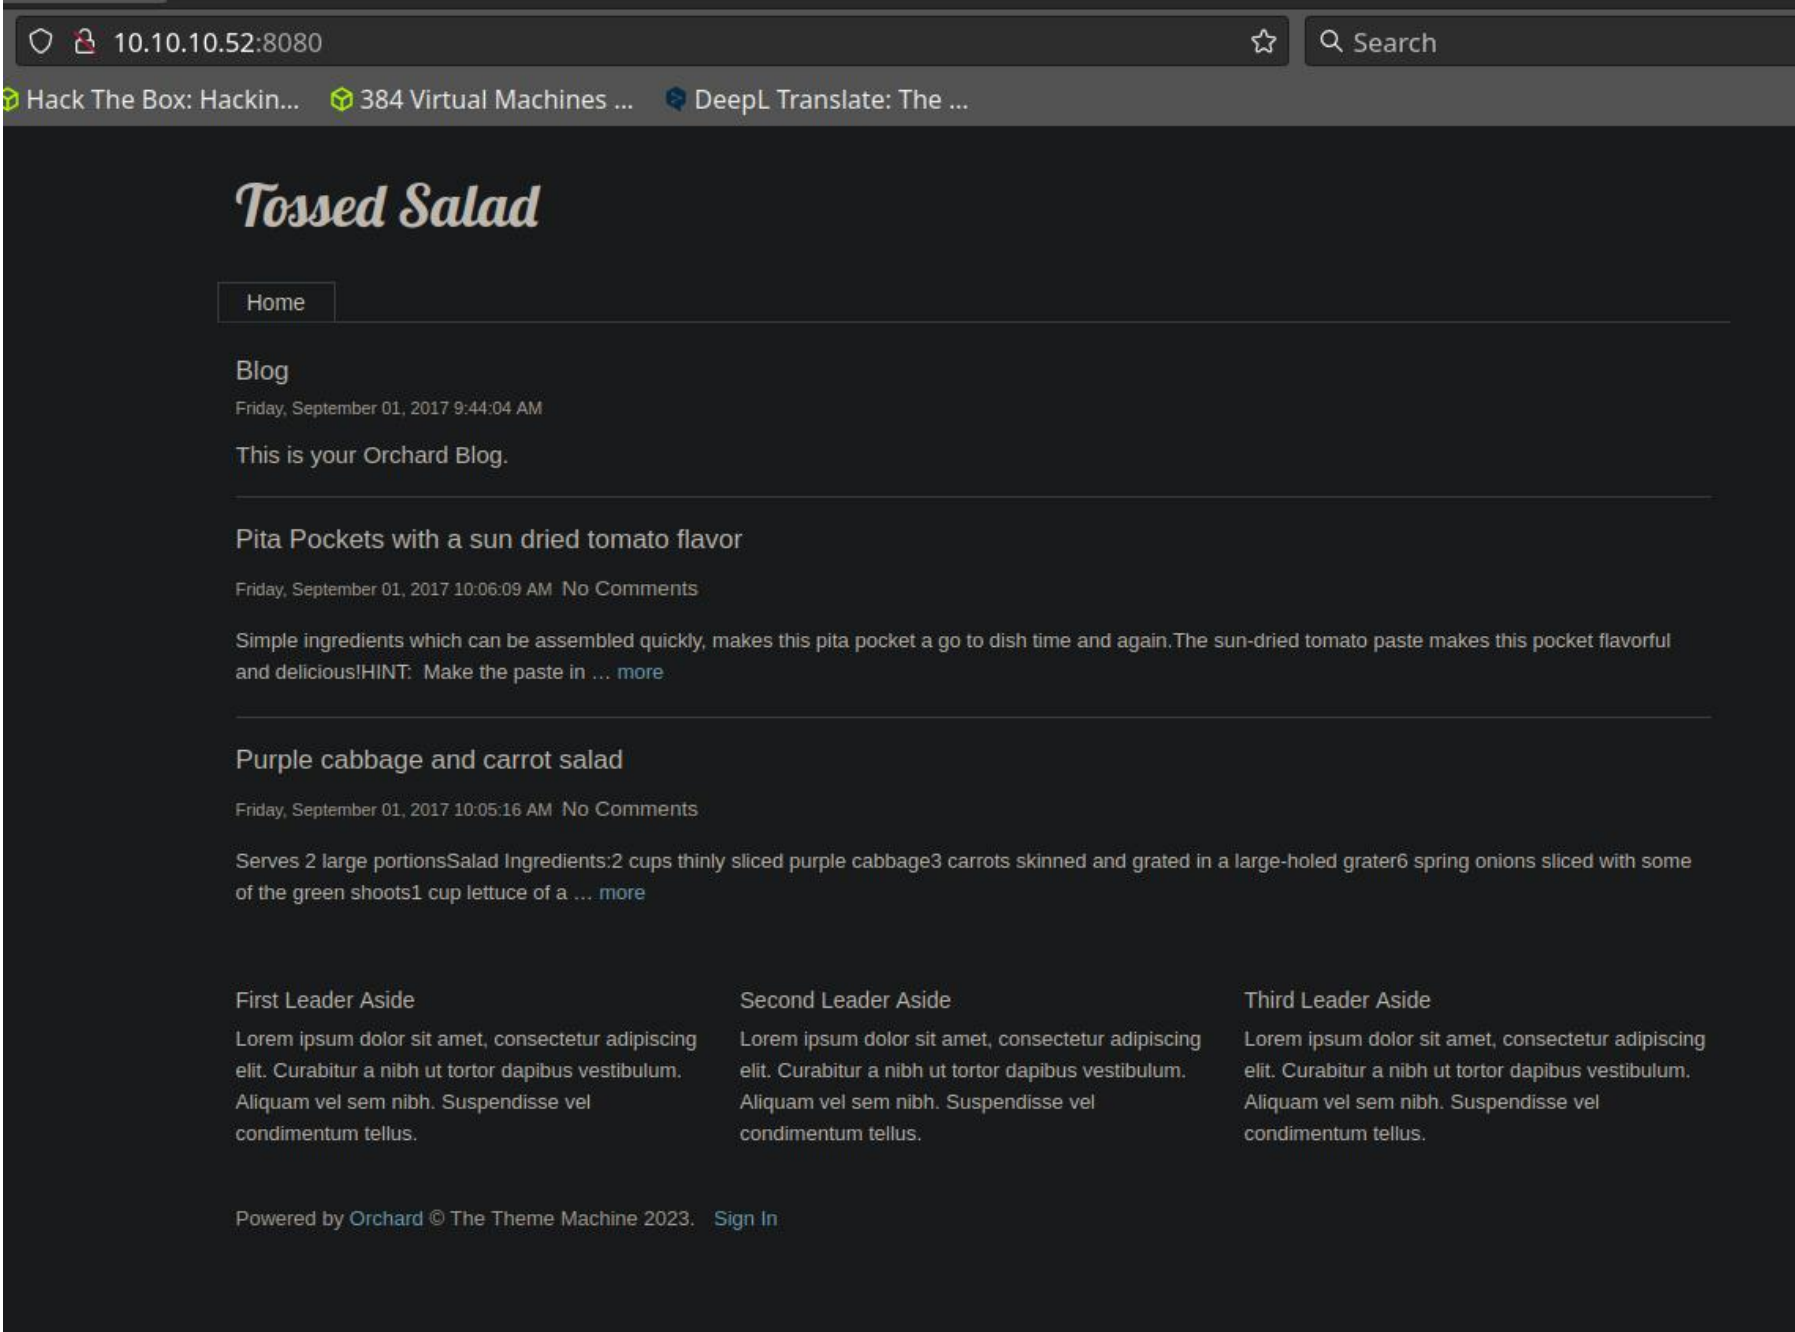 10.10.10.52:8080
Search
Hack The Box: Hackin...
384 Virtual Machines ...
DeepL Translate: The ...
Tossed Salad
Home
Blog
Friday, September 01, 2017 9:44:04 AM
This is your Orchard Blog.
Pita Pockets with a sun dried tomato flavor
Friday, September 01, 2017 10:06:09 AM No Comments
Simple ingredients which can be assembled quickly, makes this pita pocket a go to dish time and again.The sun-dried tomato paste makes this pocket flavorful
and delicious!HINT:  Make the paste in … more
Purple cabbage and carrot salad
Friday, September 01, 2017 10:05:16 AM No Comments
Serves 2 large portionsSalad Ingredients:2 cups thinly sliced purple cabbage3 carrots skinned and grated in a large-holed grater6 spring onions sliced with some
of the green shoots1 cup lettuce of a … more
First Leader Aside
Lorem ipsum dolor sit amet, consectetur adipiscing
elit. Curabitur a nibh ut tortor dapibus vestibulum.
Aliquam vel sem nibh. Suspendisse vel
condimentum tellus.
Second Leader Aside
Lorem ipsum dolor sit amet, consectetur adipiscing
elit. Curabitur a nibh ut tortor dapibus vestibulum.
Aliquam vel sem nibh. Suspendisse vel
condimentum tellus.
Third Leader Aside
Lorem ipsum dolor sit amet, consectetur adipiscing
elit. Curabitur a nibh ut tortor dapibus vestibulum.
Aliquam vel sem nibh. Suspendisse vel
condimentum tellus.
Powered by Orchard © The Theme Machine 2023. Sign In